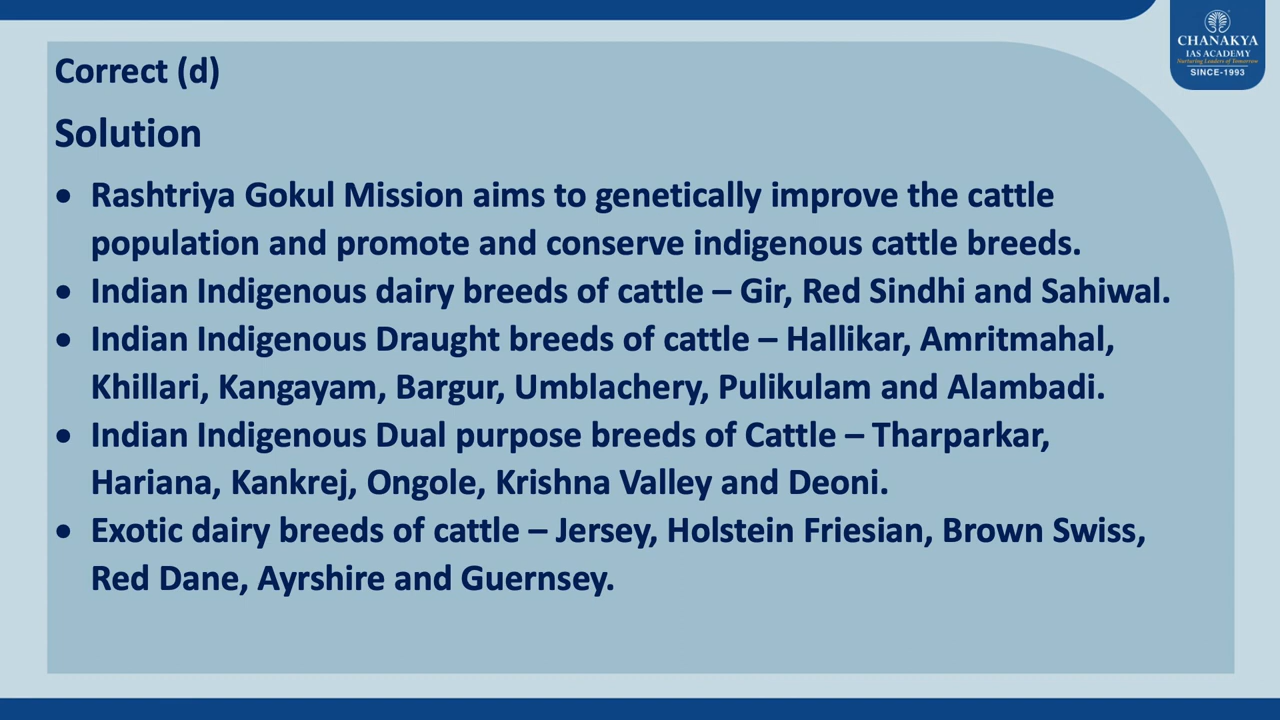 CHANAKYA
IAS ACADEMY
Nurturing Leaders of Tomorrow
SINCE-1993
Correct (d)
Solution
• Rashtriya Gokul Mission aims to genetically improve the cattle
population and promote and conserve indigenous cattle breeds.
• Indian Indigenous dairy breeds of cattle – Gir, Red Sindhi and Sahiwal.
• Indian Indigenous Draught breeds of cattle – Hallikar, Amritmahal,
Khillari, Kangayam, Bargur, Umblachery, Pulikulam and Alambadi.
• Indian Indigenous Dual purpose breeds of Cattle – Tharparkar,
Hariana, Kankrej, Ongole, Krishna Valley and Deoni.
• Exotic dairy breeds of cattle – Jersey, Holstein Friesian, Brown Swiss,
Red Dane, Ayrshire and Guernsey.